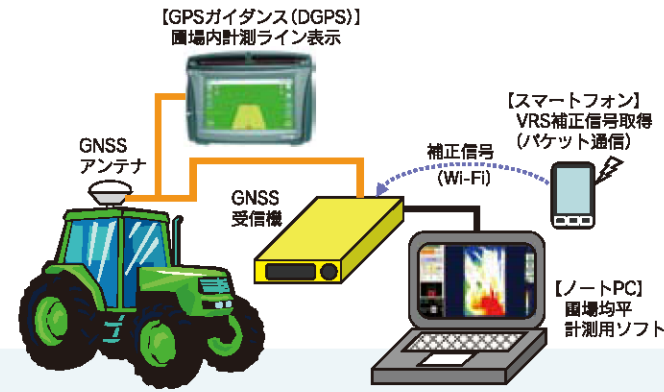 【GPSガイダンス(DGPS)】
圃場内計測ライン表示
GNSS
アンテナ
GNSS
受信機
補正信号
(Wi-Fi)
【スマートフォン】
VRS補正信号取得
(パケット通信)
【ノートPC】
圃場均平
計測用ソフト